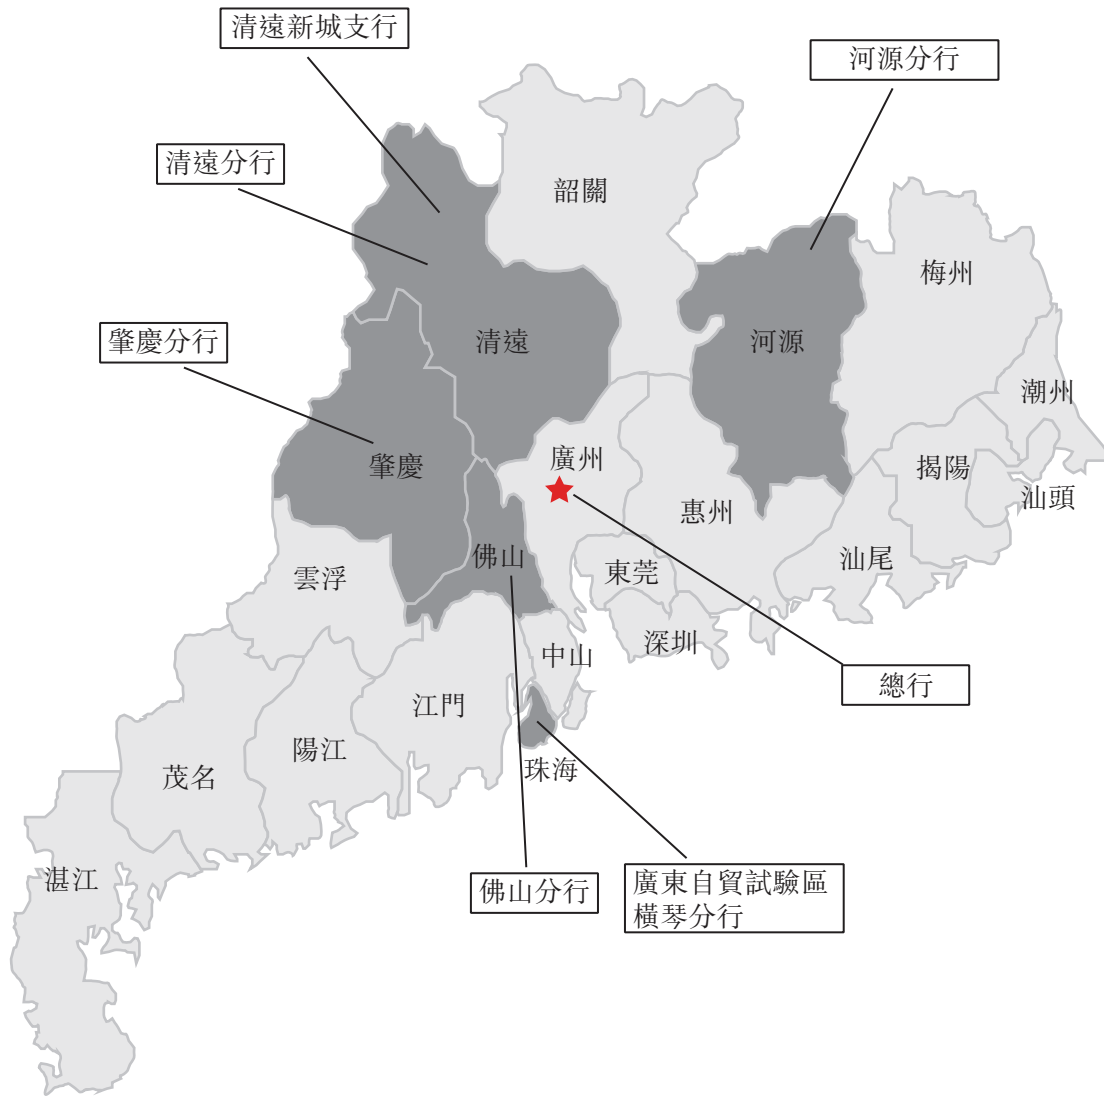 清遠新城支行
河源分行
清遠分行
韶關
梅州
肇慶分行
清遠
河源
潮州
廣州
肇慶
揭陽
汕頭
惠州
佛山
汕尾
東莞
雲浮
深圳
中山
總行
江門
陽江
珠海
茂名
湛江
佛山分行
廣東自貿試驗區
橫琴分行